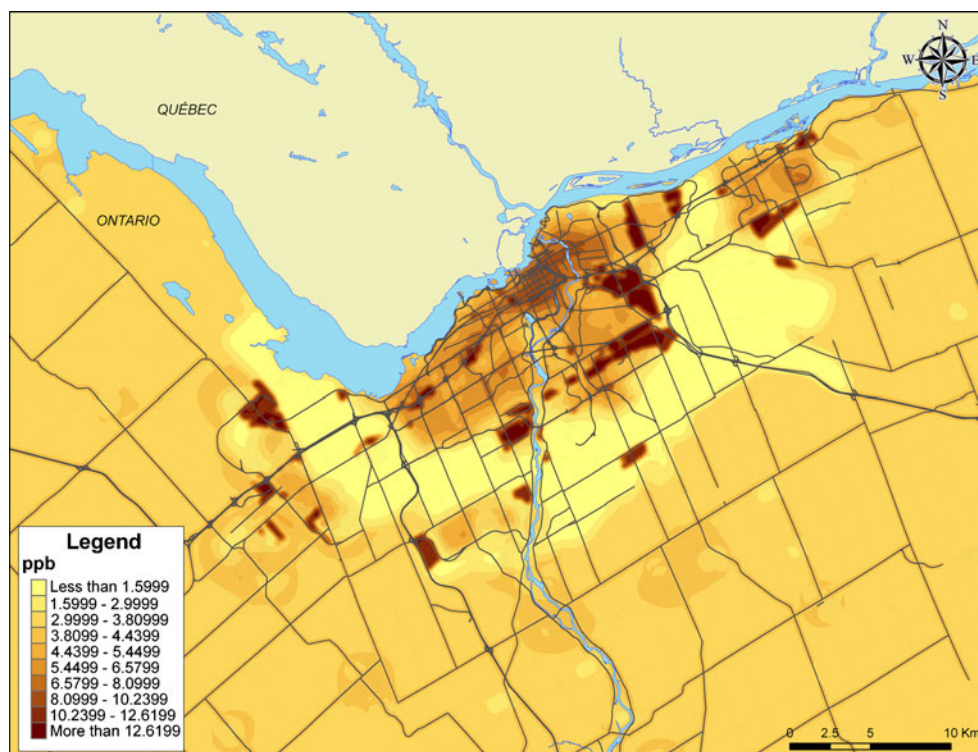 N
W E
S
QUÉBEC
ONTARIO
Legend
ppb
Less than 1.5999
1.5999 - 2.9999
2.9999 - 3.80999
3.8099 - 4.4399
4.4399 - 5.4499
5.4499 - 6.5799
6.5799 - 8.0999
8.0999 - 10.2399
10.2399 - 12.6199
More than 12.6199
0 2.5 5 10 Km